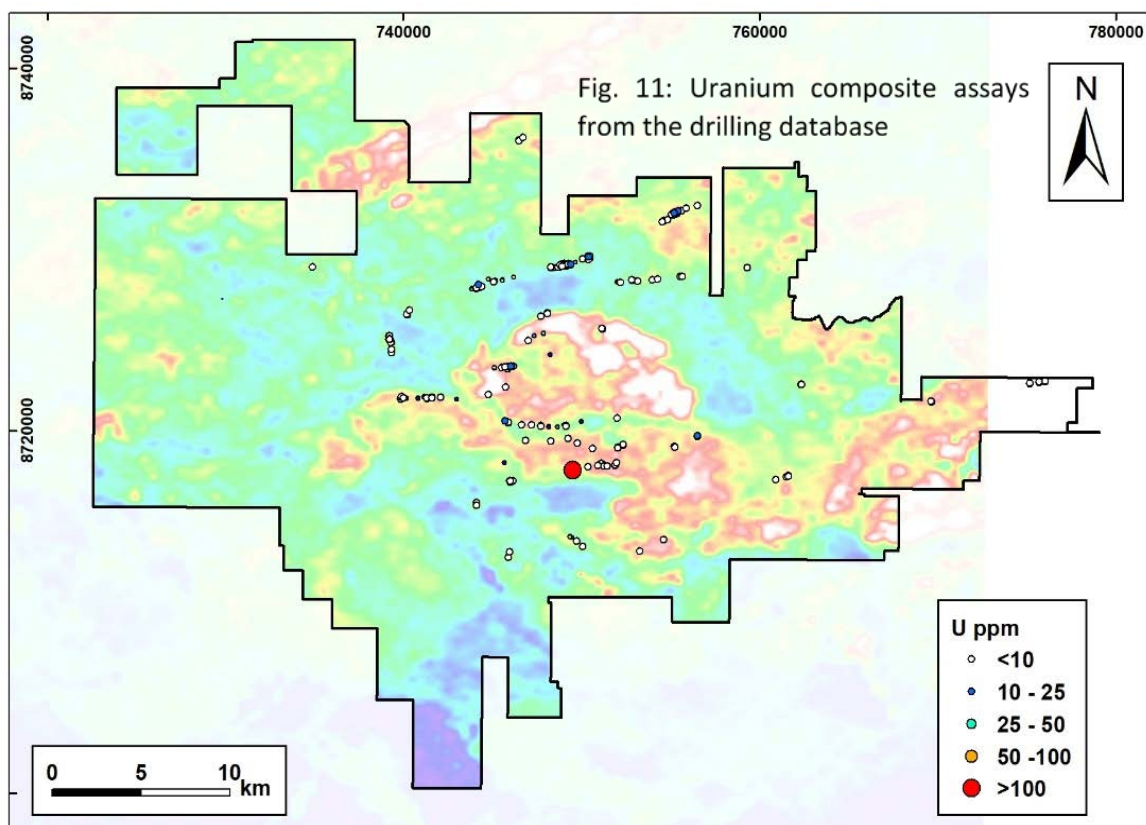 740000 760000 780000
8740000
Fig. 11: Uranium composite assays
from the drilling database
N
8720000
U ppm
<10
10 - 25
25 - 50
50 -100
>100
0 5 10
km